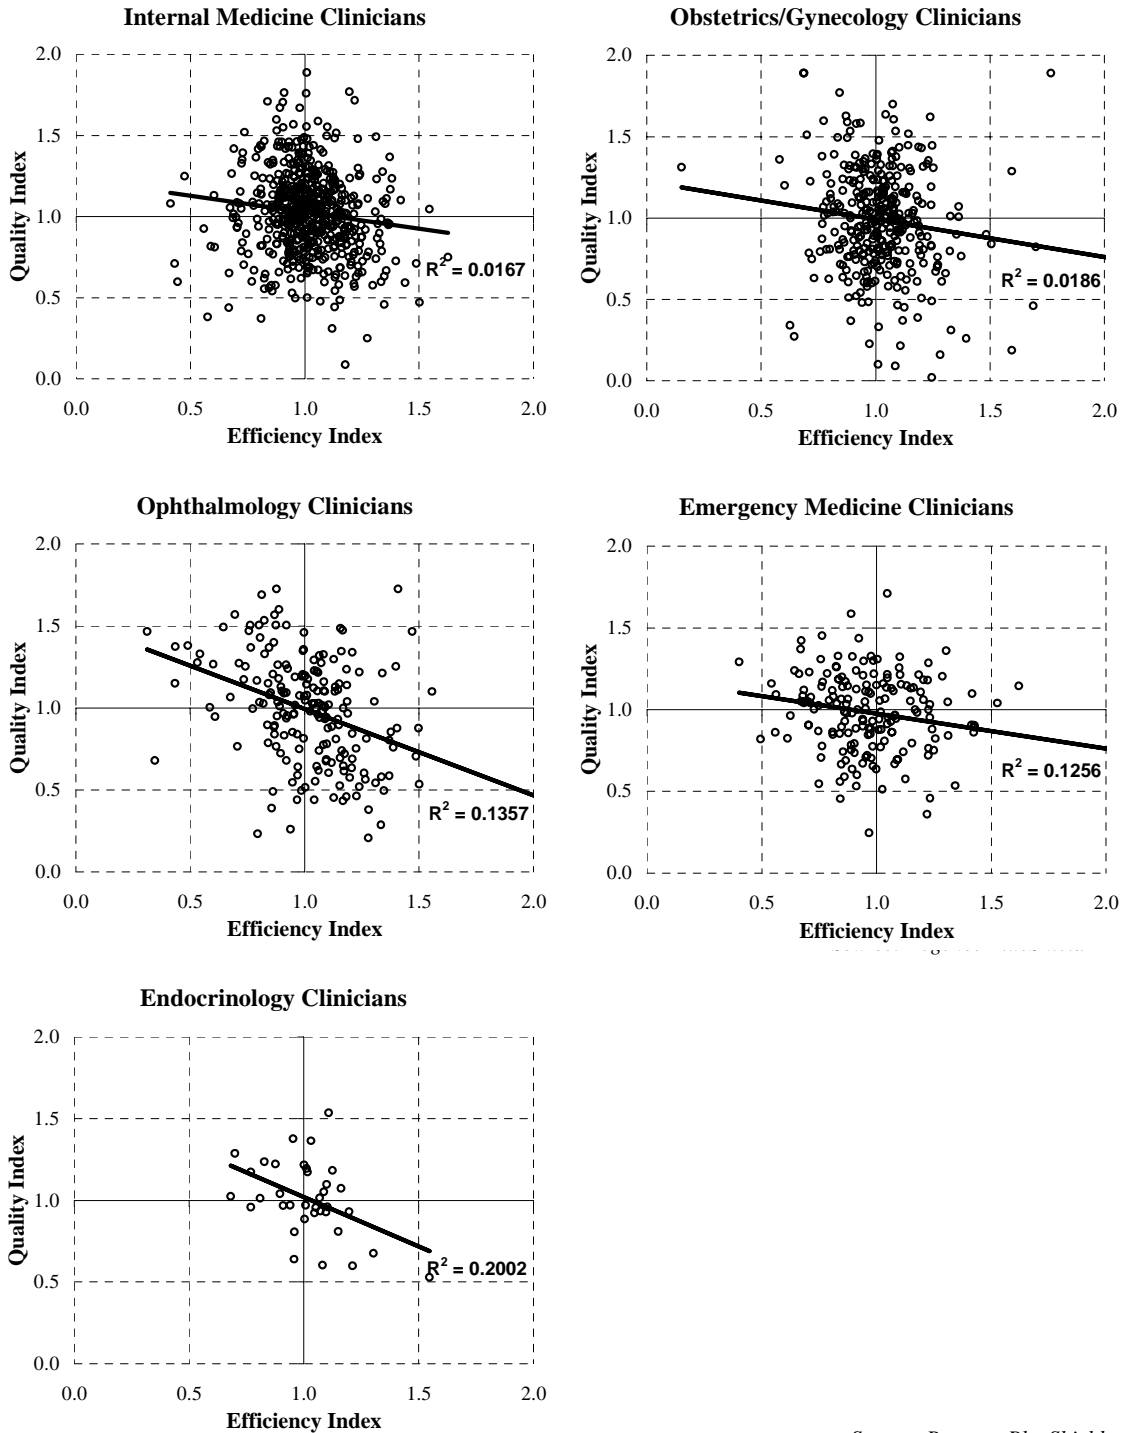 Internal Medicine Clinicians
2.0
1.5
1.0
0.5
0.0
Quality Index
R² = 0.0167
0.0 0.5 1.0 1.5 2.0
Efficiency Index
Obstetrics/Gynecology Clinicians
2.0
1.5
1.0
0.5
0.0
Quality Index
R² = 0.0186
0.0 0.5 1.0 1.5 2.0
Efficiency Index
Ophthalmology Clinicians
2.0
1.5
1.0
0.5
0.0
Quality Index
R² = 0.1357
0.0 0.5 1.0 1.5 2.0
Efficiency Index
Emergency Medicine Clinicians
2.0
1.5
1.0
0.5
0.0
Quality Index
R² = 0.1256
0.0 0.5 1.0 1.5 2.0
Efficiency Index
Endocrinology Clinicians
2.0
1.5
1.0
0.5
0.0
Quality Index
R² = 0.2002
0.0 0.5 1.0 1.5 2.0
Efficiency Index